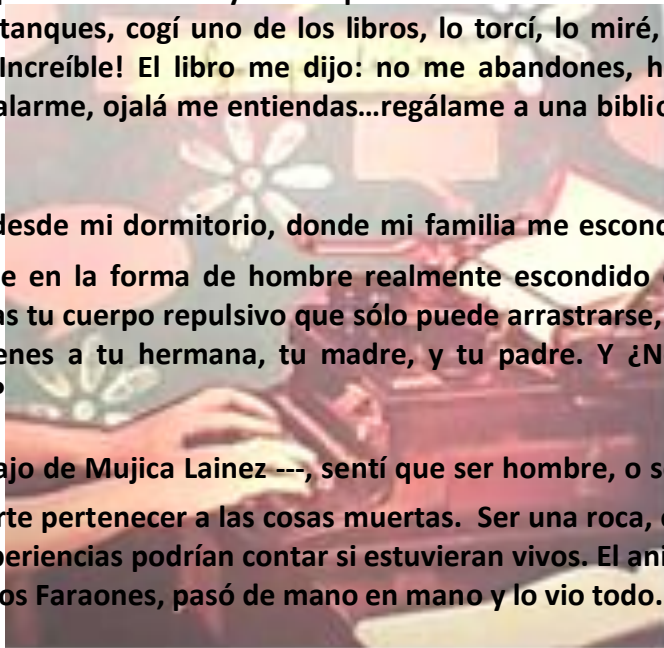 tanques, cogí uno de los libros, lo torcí, lo miré,
Increíble! El libro me dijo: no me abandones, h
alarme, ojalá me entiendas…regálame a una biblio
desde mi dormitorio, donde mi familia me escond
e en la forma de hombre realmente escondido
as tu cuerpo repulsivo que sólo puede arrastrarse,
enes a tu hermana, tu madre, y tu padre. Y ¿N
?
ajo de Mujica Lainez ---, sentí que ser hombre, o s
rte pertenecer a las cosas muertas. Ser una roca,
periencias podrían contar si estuvieran vivos. El ani
os Faraones, pasó de mano en mano y lo vio todo.